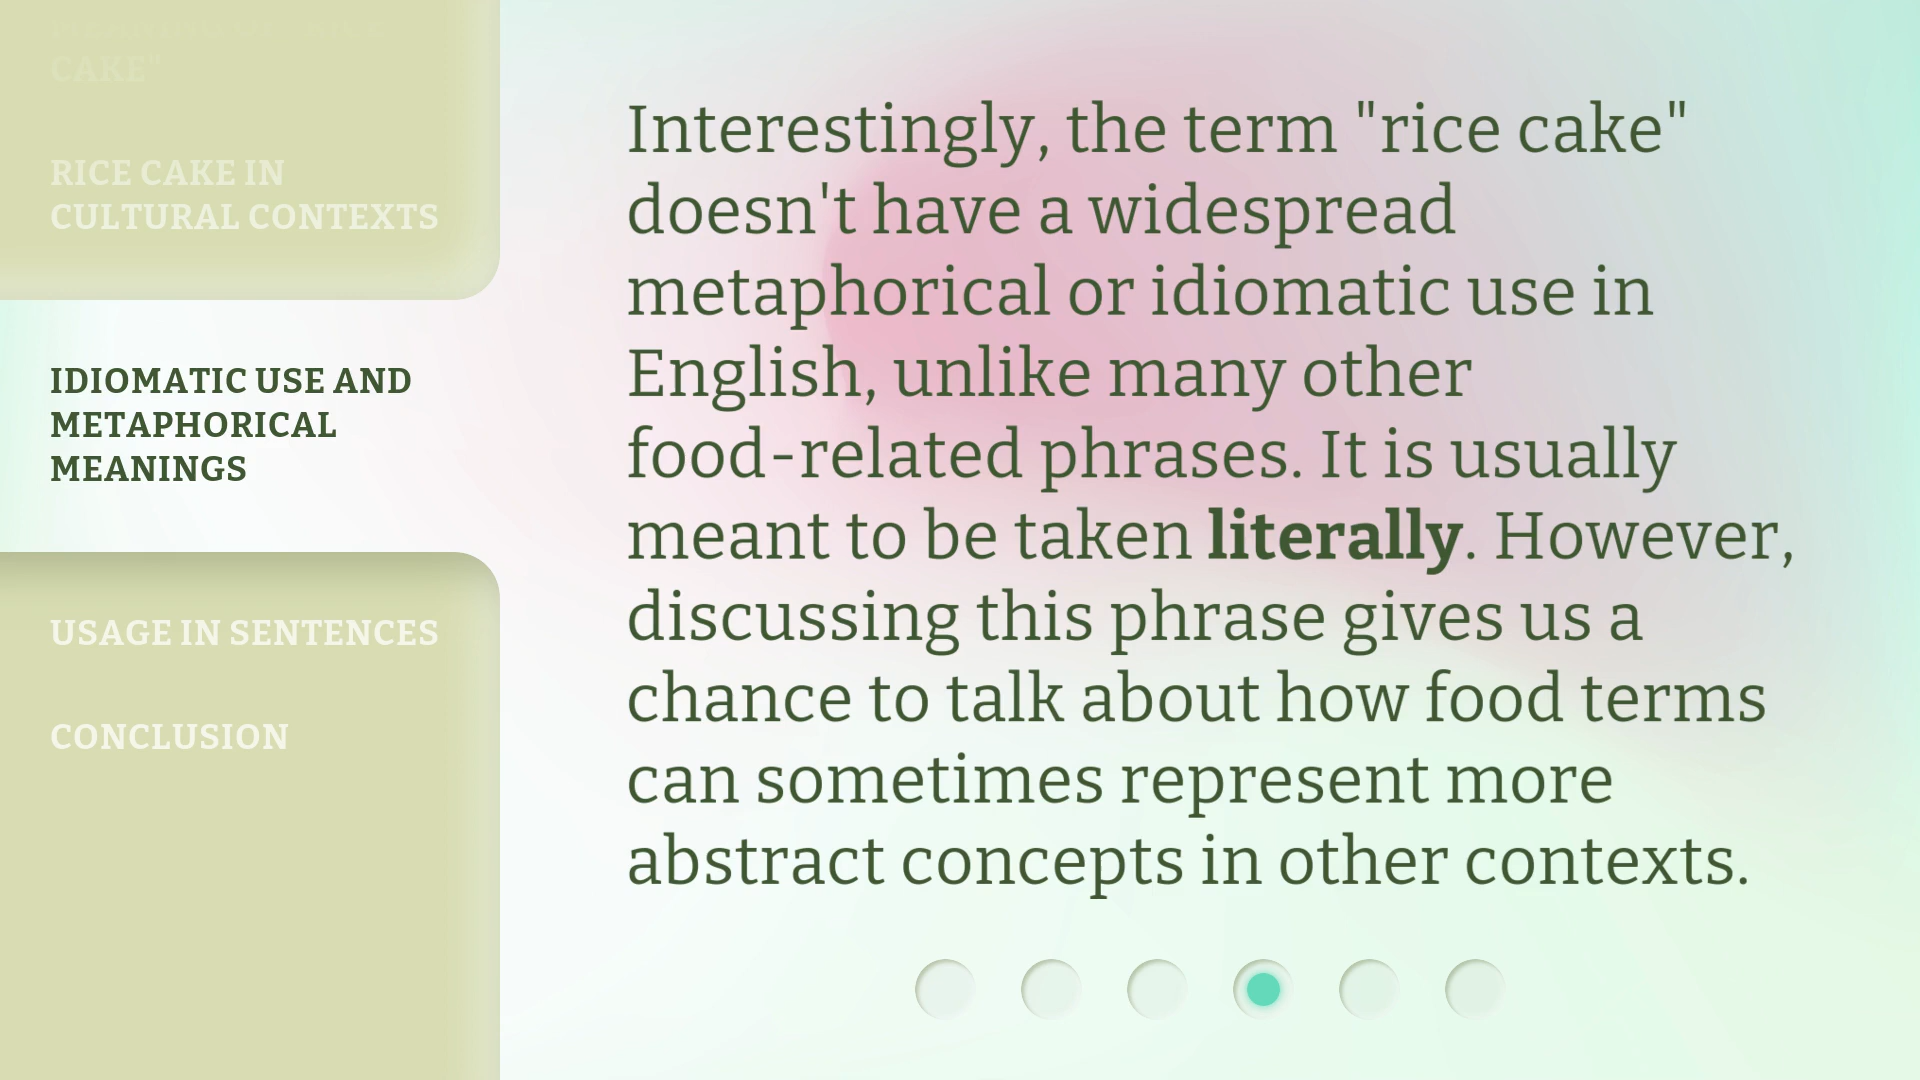 CAKE"
RICE CAKE IN
CULTURAL CONTEXTS
IDIOMATIC USE AND
METAPHORICAL
MEANINGS
USAGE IN SENTENCES
CONCLUSION
Interestingly, the term "rice cake"
doesn't have a widespread
metaphorical or idiomatic use in
English, unlike many other
food-related phrases. It is usually
meant to be taken literally. However,
discussing this phrase gives us a
chance to talk about how food terms
can sometimes represent more
abstract concepts in other contexts.